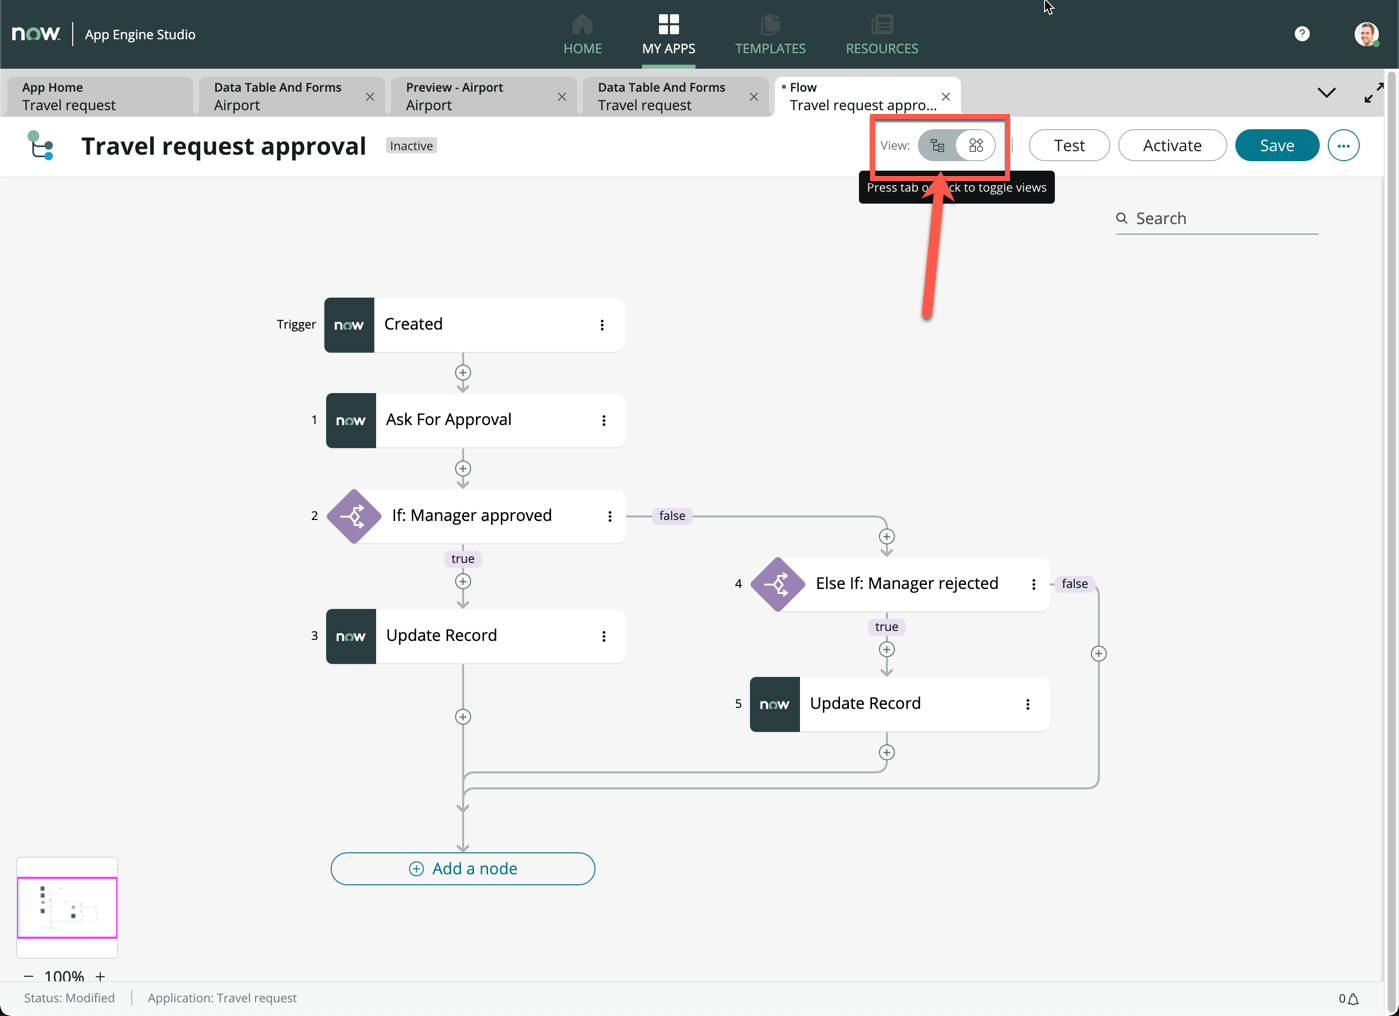 now
App Engine Studio
HOME
MY APPS
TEMPLATES
RESOURCES
?
App Home
Travel request
Data Table And Forms
Airport
Preview - Airport
Airport
Data Table And Forms
Travel request
Flow
Travel request appro...
Travel request approval
Inactive
View:
Test
Activate
Save
Press tab or click to toggle views
Search
Trigger
now
Created
1
now
Ask For Approval
2
If: Manager approved
false
true
4
Else If: Manager rejected
false
true
3
now
Update Record
5
now
Update Record
Add a node
100%
Status: Modified
Application: Travel request
0